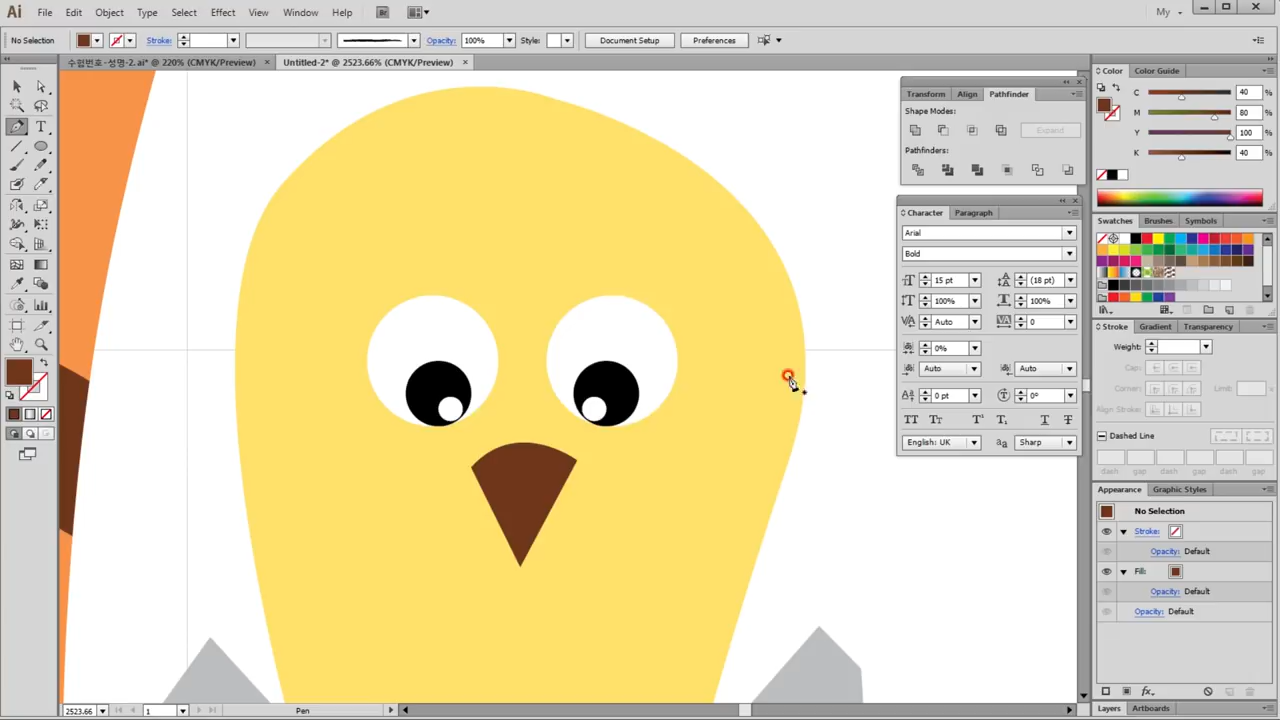 Ai File Edit Object Type Select Effect View Window Help Br My
No Selection Stroke: Opacity: 100% Style: Document Setup Preferences
수험번호-성명-2.ai* @ 220% (CMYK/Preview) × Untitled-2* @ 2523.66% (CMYK/Preview) ×
Transform Align Pathfinder
Shape Modes:
Expand
Pathfinders:
Character Paragraph
Arial
Bold
15 pt (18 pt)
100% 100%
Auto 0
0%
Auto Auto
0 pt 0°
English: UK Sharp
Color Color Guide
C 40 %
M 80 %
Y 100 %
K 40 %
Swatches Brushes Symbols
Stroke Gradient Transparency
Weight:
Cap:
Corner: Limit:
Align Stroke:
Dashed Line
dash gap dash gap dash gap
Appearance Graphic Styles
No Selection
Stroke:
Opacity: Default
Fill:
Opacity: Default
Opacity: Default
Layers Artboards
2523.66 1 Pen